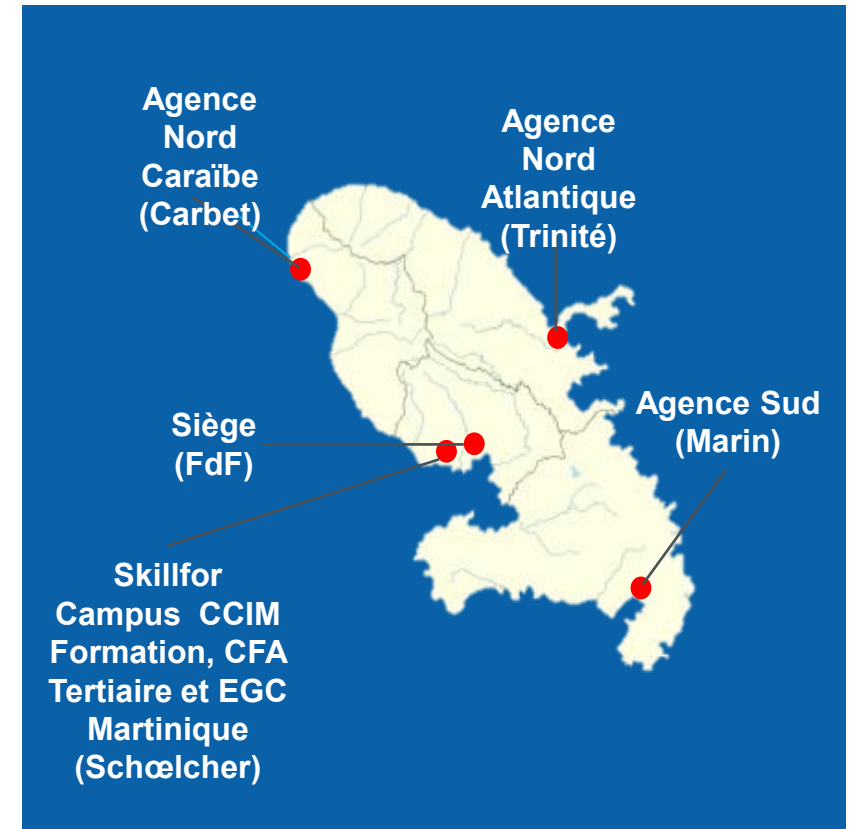 Agence
Nord
Caraïbe
(Carbet)
Agence
Nord
Atlantique
(Trinité)
Agence Sud
(Marin)
Siège
(FdF)
Skillfor
Campus  CCIM
Formation, CFA
Tertiaire et EGC
Martinique
(Schœlcher)